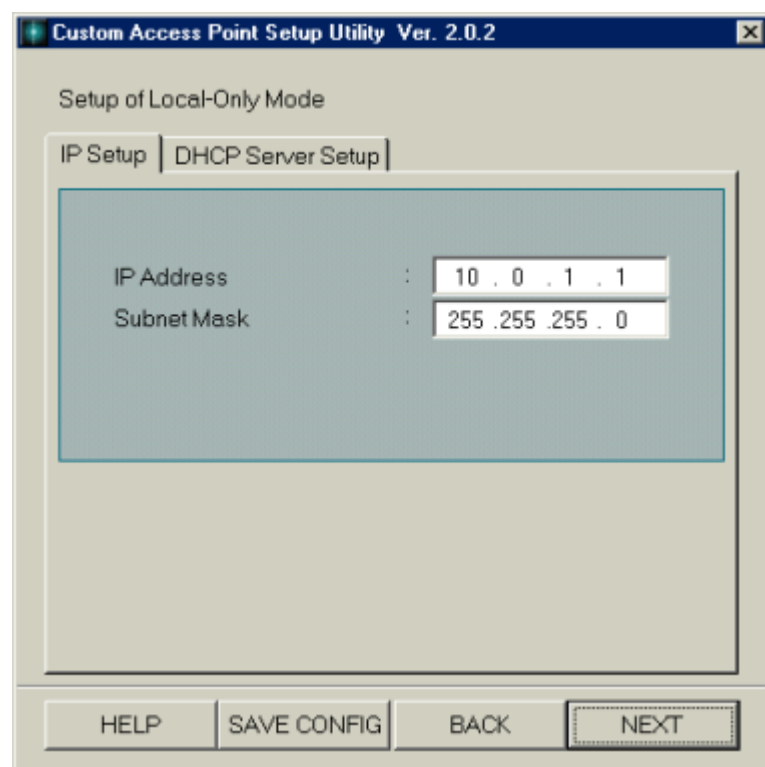 Custom Access Point Setup Utility Ver. 2.0.2
Setup of Local-Only Mode
IP Setup DHCP Server Setup
IP Address : 10 . 0 . 1 . 1
Subnet Mask : 255 .255 .255 . 0
HELP SAVE CONFIG BACK NEXT